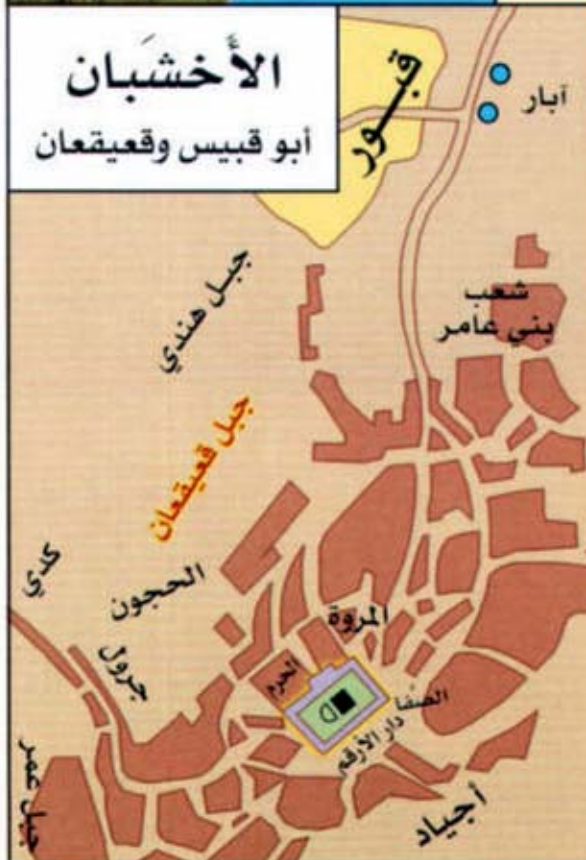 الأَخشَبان
أبو قبيس وقعيقعان
قبــور
آبار
جبل هندي
شعب
بني عامر
جبل قعيقعان
كدي
الحجون
المروة
جرول
الحرم
الصفا
دار الأرقم
جبل عمر
أجياد